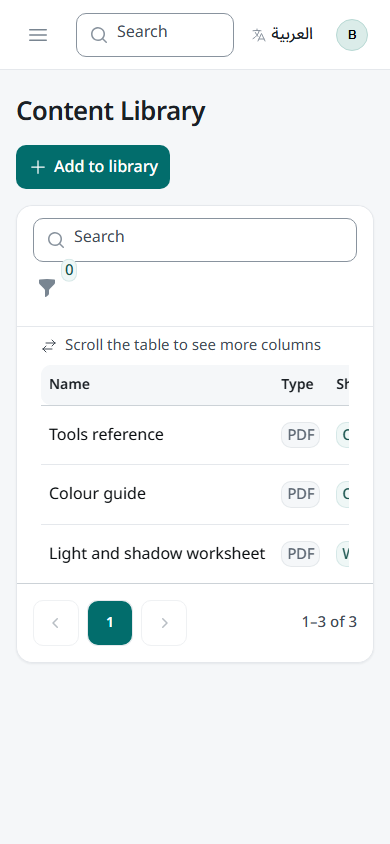 Search
العربية
B
Content Library
Add to library
Search
0
Scroll the table to see more columns
Name Type
Tools reference PDF
Colour guide PDF
Light and shadow worksheet PDF
1
1–3 of 3